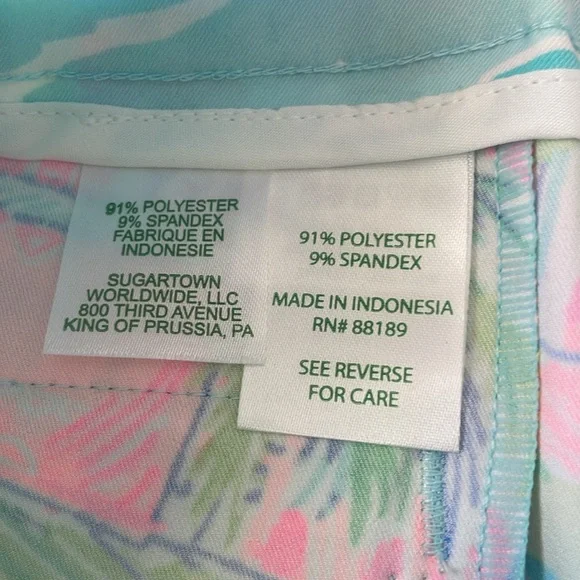 91% POLYESTER
9% SPANDEX
FABRIQUE EN
INDONESIE
SUGARTOWN
WORLDWIDE, LLC
800 THIRD AVENUE
KING OF PRUSSIA, PA
91% POLYESTER
9% SPANDEX
MADE IN INDONESIA
RN# 88189
SEE REVERSE
FOR CARE